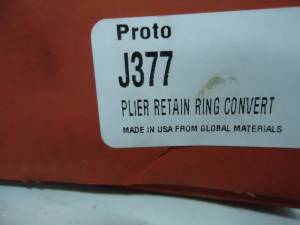 Proto
J377
PLIER RETAIN RING CONVERT
MADE IN USA FROM GLOBAL MATERIALS